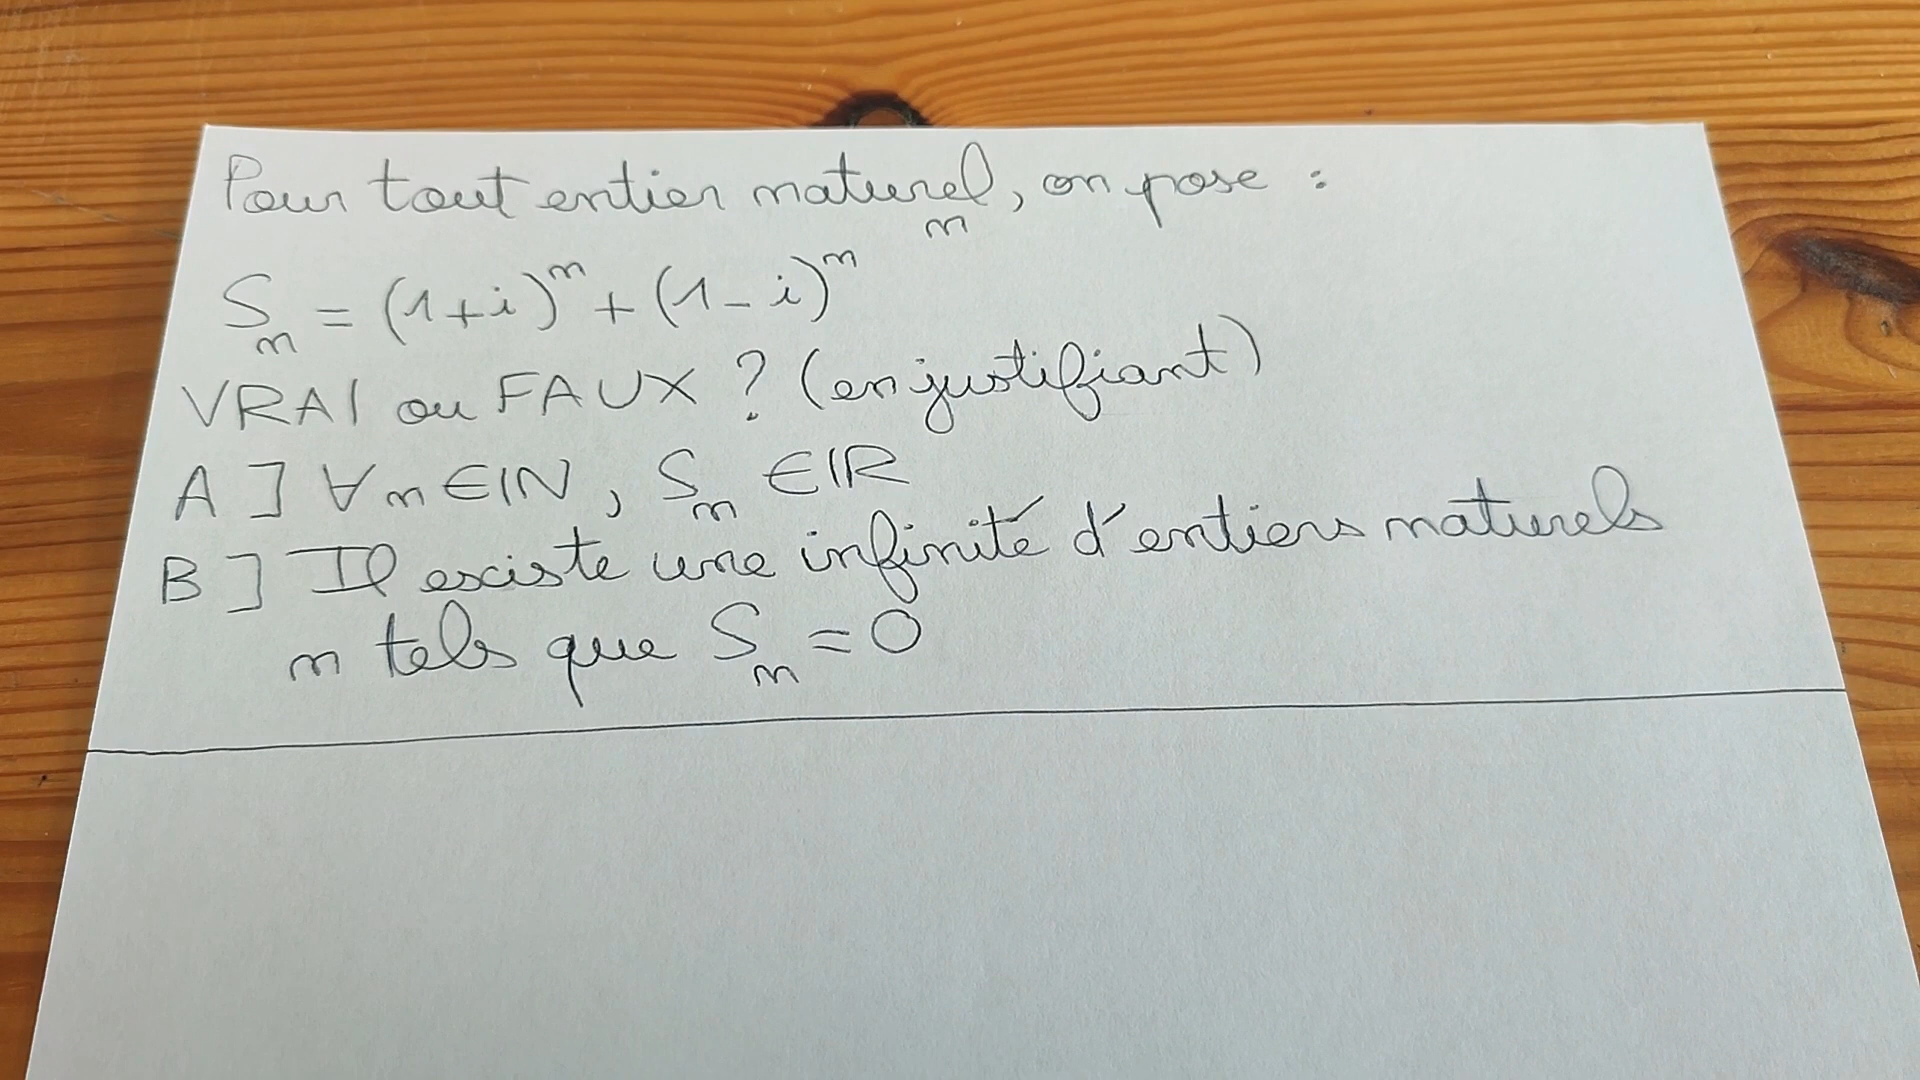 Pour tout entier naturel n, on pose :
Sₙ = (1+i)ⁿ + (1-i)ⁿ
VRAI ou FAUX ? (en justifiant)
A] ∀n ∈ ℕ, Sₙ ∈ ℝ
B] Il existe une infinité d'entiers naturels
n tels que Sₙ = 0